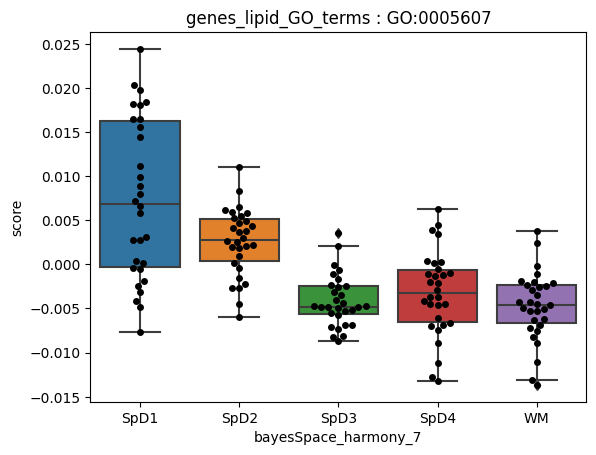 genes_lipid_GO_terms : GO:0005607
score
0.025
0.020
0.015
0.010
0.005
0.000
−0.005
−0.010
−0.015
SpD1 SpD2 SpD3 SpD4 WM
bayesSpace_harmony_7